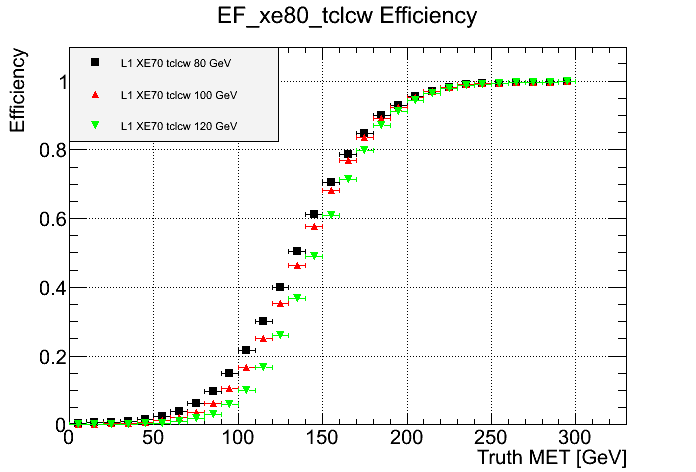 EF_xe80_tclcw Efficiency
Efficiency
L1 XE70 tclcw 80 GeV
L1 XE70 tclcw 100 GeV
L1 XE70 tclcw 120 GeV
1
0.8
0.6
0.4
0.2
0
0 50 100 150 200 250 300
Truth MET [GeV]